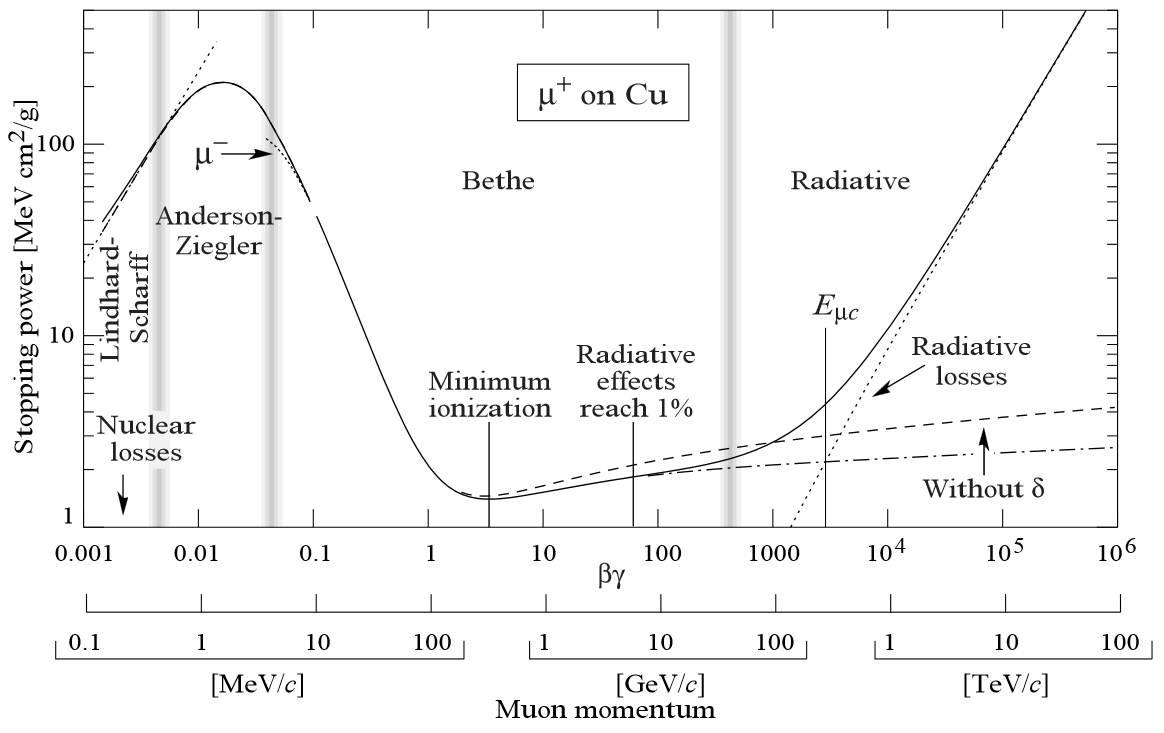 μ⁺ on Cu
Stopping power [MeV cm²/g]
100
10
1
μ⁻
Bethe
Radiative
Anderson-
Ziegler
Lindhard-
Scharff
Eμc
Radiative
losses
Minimum
ionization
Radiative
effects
reach 1%
Nuclear
losses
Without δ
0.001 0.01 0.1 1 10 100 1000 10⁴ 10⁵ 10⁶
βγ
0.1 1 10 100 1 10 100 1 10 100
[MeV/c] [GeV/c] [TeV/c]
Muon momentum